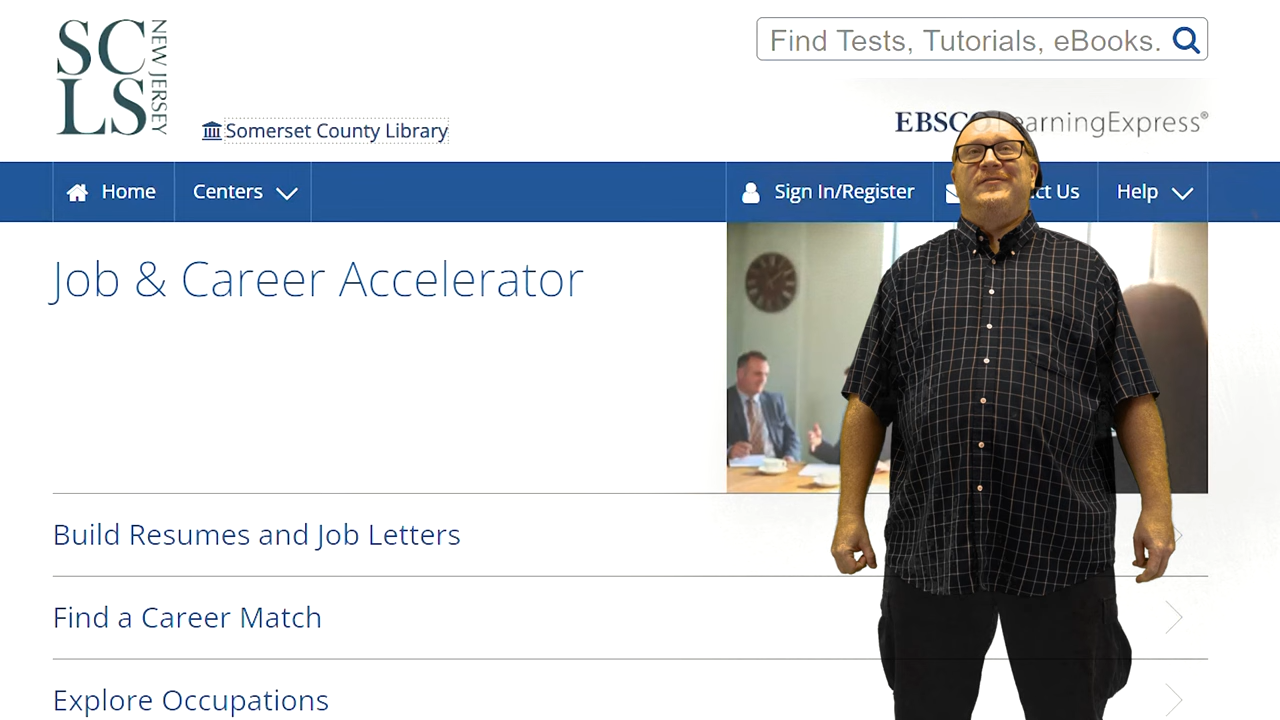 SC
LS
NEW JERSEY
Find Tests, Tutorials, eBooks.
Somerset County Library
EBSCO LearningExpress®
Home
Centers
Sign In/Register
Us
Help
Job & Career Accelerator
Build Resumes and Job Letters
Find a Career Match
Explore Occupations